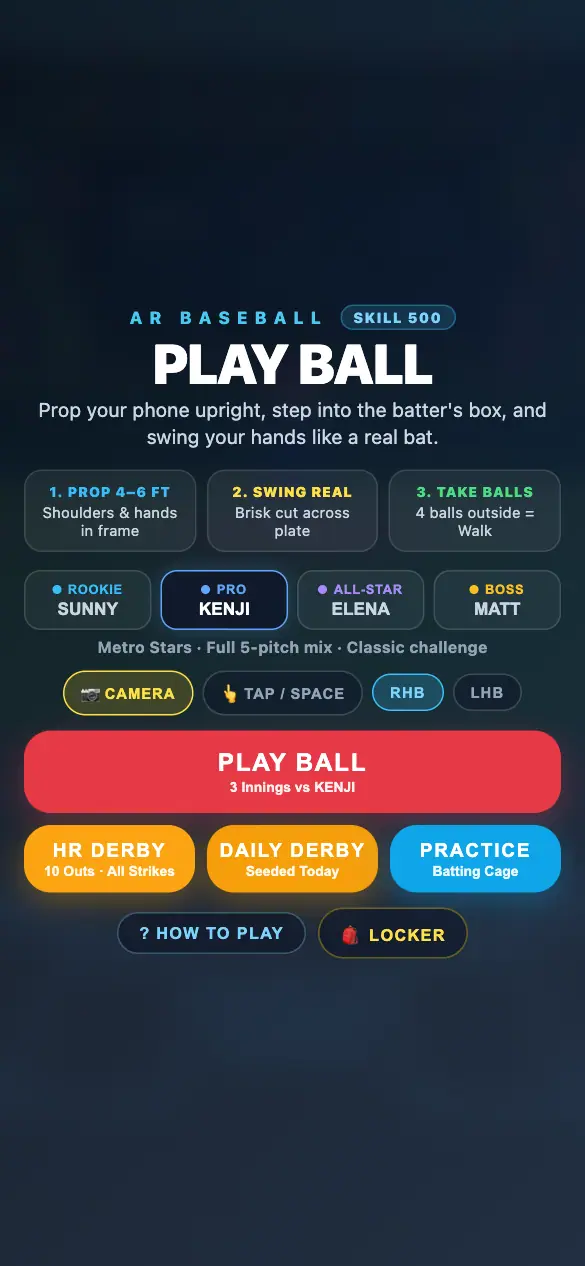 AR BASEBALL SKILL 500
PLAY BALL
Prop your phone upright, step into the batter's box, and
swing your hands like a real bat.
1. PROP 4–6 FT
Shoulders & hands
in frame
2. SWING REAL
Brisk cut across
plate
3. TAKE BALLS
4 balls outside =
Walk
ROOKIE
SUNNY
PRO
KENJI
ALL-STAR
ELENA
BOSS
MATT
Metro Stars · Full 5-pitch mix · Classic challenge
CAMERA
TAP / SPACE
RHB
LHB
PLAY BALL
3 Innings vs KENJI
HR DERBY
10 Outs · All Strikes
DAILY DERBY
Seeded Today
PRACTICE
Batting Cage
? HOW TO PLAY
LOCKER